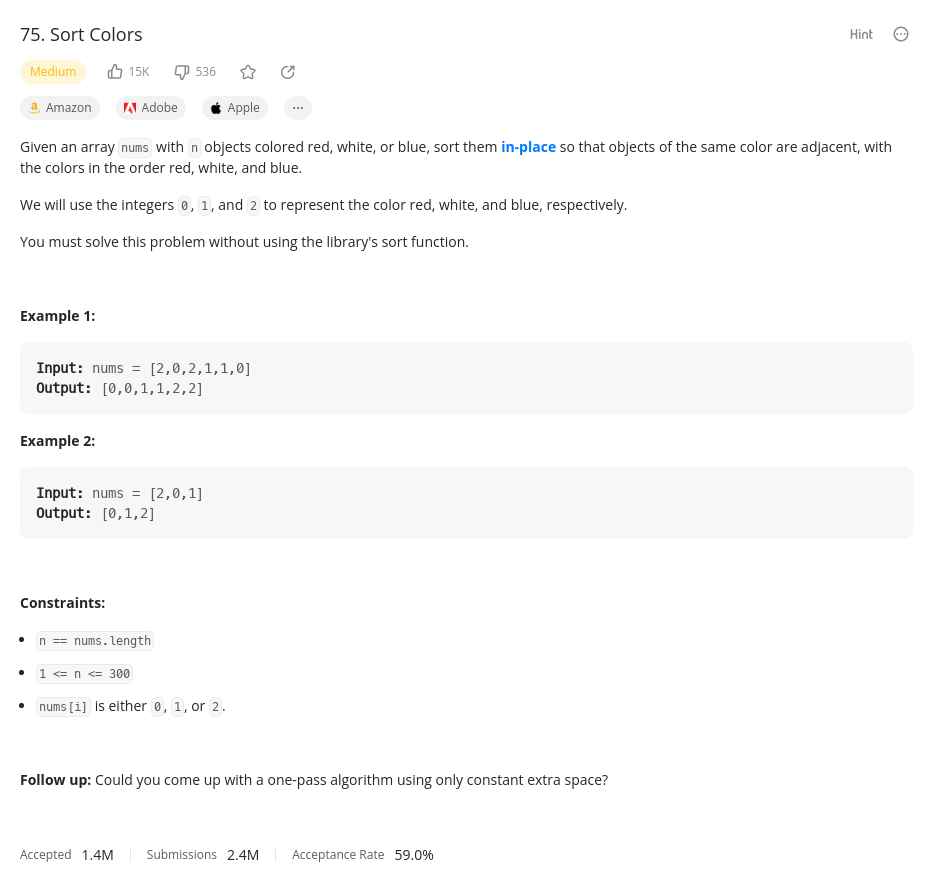 75. Sort Colors
Hint
Medium
15K
536
Amazon
Adobe
Apple
Given an array nums with n objects colored red, white, or blue, sort them in-place so that objects of the same color are adjacent, with
the colors in the order red, white, and blue.
We will use the integers 0, 1, and 2 to represent the color red, white, and blue, respectively.
You must solve this problem without using the library's sort function.
Example 1:
Input: nums = [2,0,2,1,1,0]
Output: [0,0,1,1,2,2]
Example 2:
Input: nums = [2,0,1]
Output: [0,1,2]
Constraints:
n == nums.length
1 <= n <= 300
nums[i] is either 0, 1, or 2.
Follow up: Could you come up with a one-pass algorithm using only constant extra space?
Accepted 1.4M Submissions 2.4M Acceptance Rate 59.0%